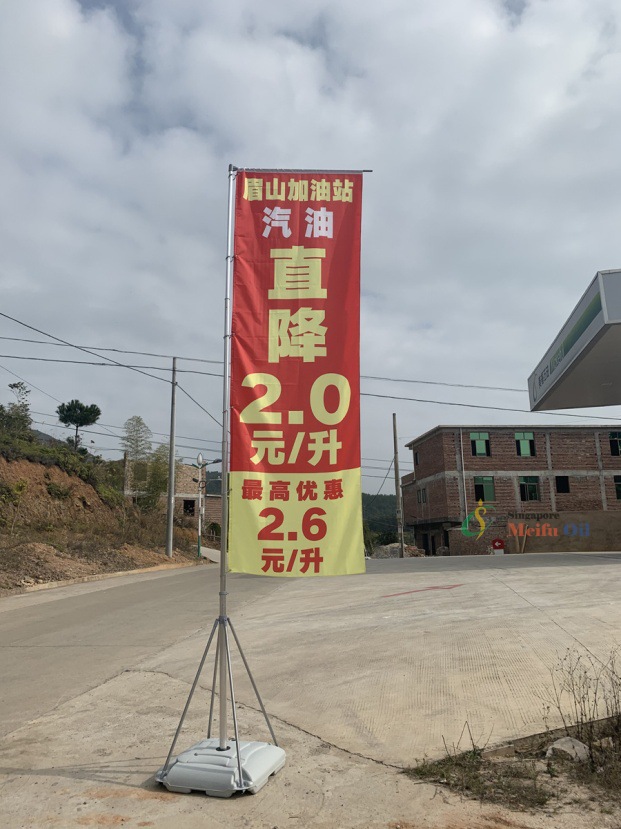 眉山加油站
汽油
直
降
2.0
元/升
最高优惠
2.6
元/升
Singapore
Meifu Oil